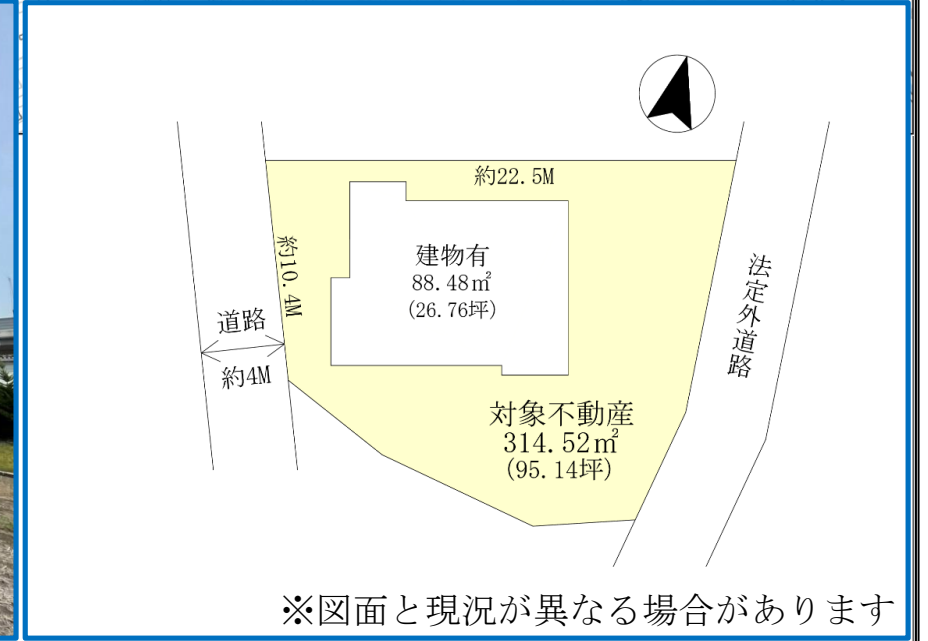 約22.5M
約10.4M
建物有
88.48㎡
(26.76坪)
道路
約4M
法定外道路
対象不動産
314.52㎡
(95.14坪)
※図面と現況が異なる場合があります